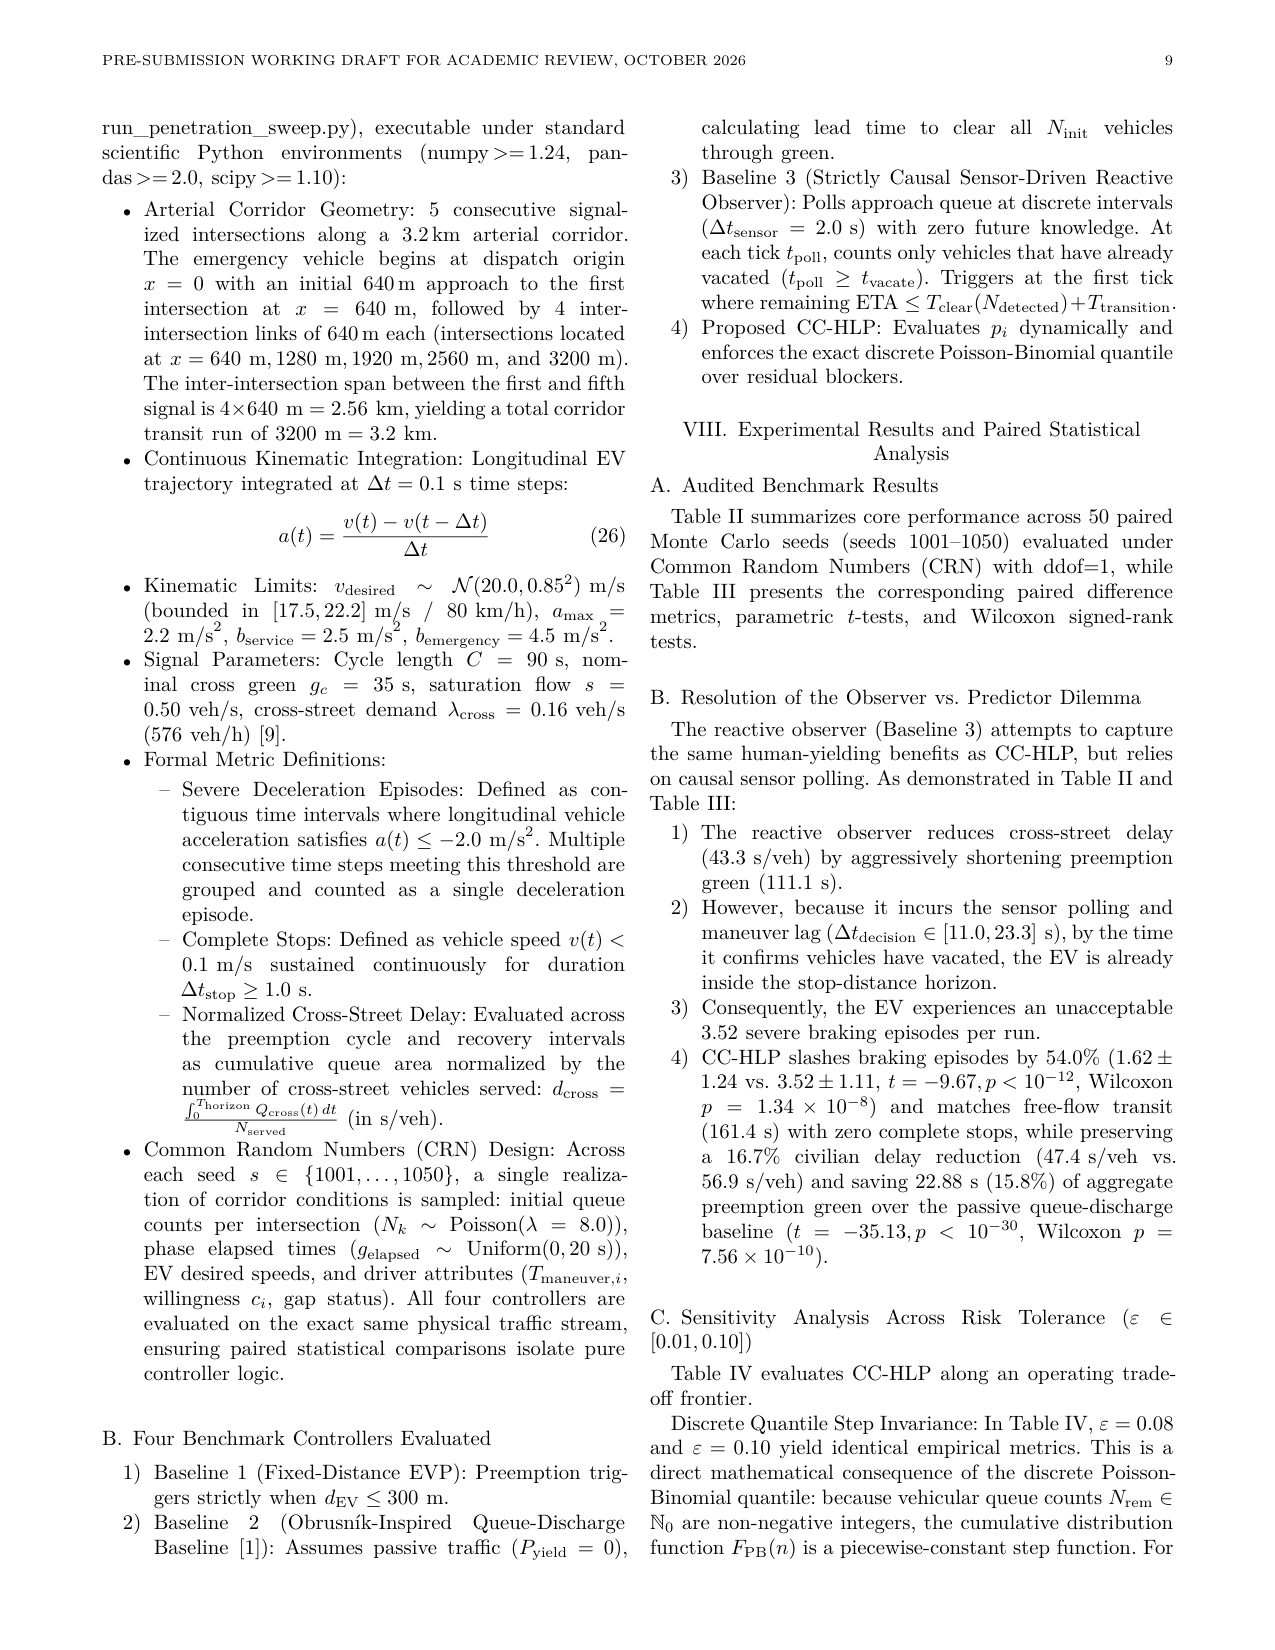 PRE-SUBMISSION WORKING DRAFT FOR ACADEMIC REVIEW, OCTOBER 2026 9
run_penetration_sweep.py), executable under standard
scientific Python environments (numpy >= 1.24, pan-
das >= 2.0, scipy >= 1.10):
• Arterial Corridor Geometry: 5 consecutive signal-
ized intersections along a 3.2 km arterial corridor.
The emergency vehicle begins at dispatch origin
x = 0 with an initial 640 m approach to the first
intersection at x = 640 m, followed by 4 inter-
intersection links of 640 m each (intersections located
at x = 640 m, 1280 m, 1920 m, 2560 m, and 3200 m).
The inter-intersection span between the first and fifth
signal is 4×640 m = 2.56 km, yielding a total corridor
transit run of 3200 m = 3.2 km.
• Continuous Kinematic Integration: Longitudinal EV
trajectory integrated at Δt = 0.1 s time steps:
a(t) = (v(t) − v(t − Δt)) / Δt (26)
• Kinematic Limits: v_desired ∼ 𝒩(20.0, 0.85²) m/s
(bounded in [17.5, 22.2] m/s / 80 km/h), a_max =
2.2 m/s², b_service = 2.5 m/s², b_emergency = 4.5 m/s².
• Signal Parameters: Cycle length C = 90 s, nom-
inal cross green g_c = 35 s, saturation flow s =
0.50 veh/s, cross-street demand λ_cross = 0.16 veh/s
(576 veh/h) [9].
• Formal Metric Definitions:
– Severe Deceleration Episodes: Defined as con-
tiguous time intervals where longitudinal vehicle
acceleration satisfies a(t) ≤ −2.0 m/s². Multiple
consecutive time steps meeting this threshold are
grouped and counted as a single deceleration
episode.
– Complete Stops: Defined as vehicle speed v(t) <
0.1 m/s sustained continuously for duration
Δt_stop ≥ 1.0 s.
– Normalized Cross-Street Delay: Evaluated across
the preemption cycle and recovery intervals
as cumulative queue area normalized by the
number of cross-street vehicles served: d_cross =
∫_0^{T_horizon} Q_cross(t) dt / N_served (in s/veh).
• Common Random Numbers (CRN) Design: Across
each seed s ∈ {1001, . . . , 1050}, a single realiza-
tion of corridor conditions is sampled: initial queue
counts per intersection (N_k ∼ Poisson(λ = 8.0)),
phase elapsed times (g_elapsed ∼ Uniform(0, 20 s)),
EV desired speeds, and driver attributes (T_maneuver,i,
willingness c_i, gap status). All four controllers are
evaluated on the exact same physical traffic stream,
ensuring paired statistical comparisons isolate pure
controller logic.
B. Four Benchmark Controllers Evaluated
1) Baseline 1 (Fixed-Distance EVP): Preemption trig-
gers strictly when d_EV ≤ 300 m.
2) Baseline 2 (Obrusník-Inspired Queue-Discharge
Baseline [1]): Assumes passive traffic (P_yield = 0),
calculating lead time to clear all N_init vehicles
through green.
3) Baseline 3 (Strictly Causal Sensor-Driven Reactive
Observer): Polls approach queue at discrete intervals
(Δt_sensor = 2.0 s) with zero future knowledge. At
each tick t_poll, counts only vehicles that have already
vacated (t_poll ≥ t_vacate). Triggers at the first tick
where remaining ETA ≤ T_clear(N_detected)+T_transition.
4) Proposed CC-HLP: Evaluates p_i dynamically and
enforces the exact discrete Poisson-Binomial quantile
over residual blockers.
VIII. Experimental Results and Paired Statistical
Analysis
A. Audited Benchmark Results
Table II summarizes core performance across 50 paired
Monte Carlo seeds (seeds 1001–1050) evaluated under
Common Random Numbers (CRN) with ddof=1, while
Table III presents the corresponding paired difference
metrics, parametric t-tests, and Wilcoxon signed-rank
tests.
B. Resolution of the Observer vs. Predictor Dilemma
The reactive observer (Baseline 3) attempts to capture
the same human-yielding benefits as CC-HLP, but relies
on causal sensor polling. As demonstrated in Table II and
Table III:
1) The reactive observer reduces cross-street delay
(43.3 s/veh) by aggressively shortening preemption
green (111.1 s).
2) However, because it incurs the sensor polling and
maneuver lag (Δt_decision ∈ [11.0, 23.3] s), by the time
it confirms vehicles have vacated, the EV is already
inside the stop-distance horizon.
3) Consequently, the EV experiences an unacceptable
3.52 severe braking episodes per run.
4) CC-HLP slashes braking episodes by 54.0% (1.62 ±
1.24 vs. 3.52 ± 1.11, t = −9.67, p < 10⁻¹², Wilcoxon
p = 1.34 × 10⁻⁸) and matches free-flow transit
(161.4 s) with zero complete stops, while preserving
a 16.7% civilian delay reduction (47.4 s/veh vs.
56.9 s/veh) and saving 22.88 s (15.8%) of aggregate
preemption green over the passive queue-discharge
baseline (t = −35.13, p < 10⁻³⁰, Wilcoxon p =
7.56 × 10⁻¹⁰).
C. Sensitivity Analysis Across Risk Tolerance (ε ∈
[0.01, 0.10])
Table IV evaluates CC-HLP along an operating trade-
off frontier.
Discrete Quantile Step Invariance: In Table IV, ε = 0.08
and ε = 0.10 yield identical empirical metrics. This is a
direct mathematical consequence of the discrete Poisson-
Binomial quantile: because vehicular queue counts N_rem ∈
ℕ₀ are non-negative integers, the cumulative distribution
function F_PB(n) is a piecewise-constant step function. For